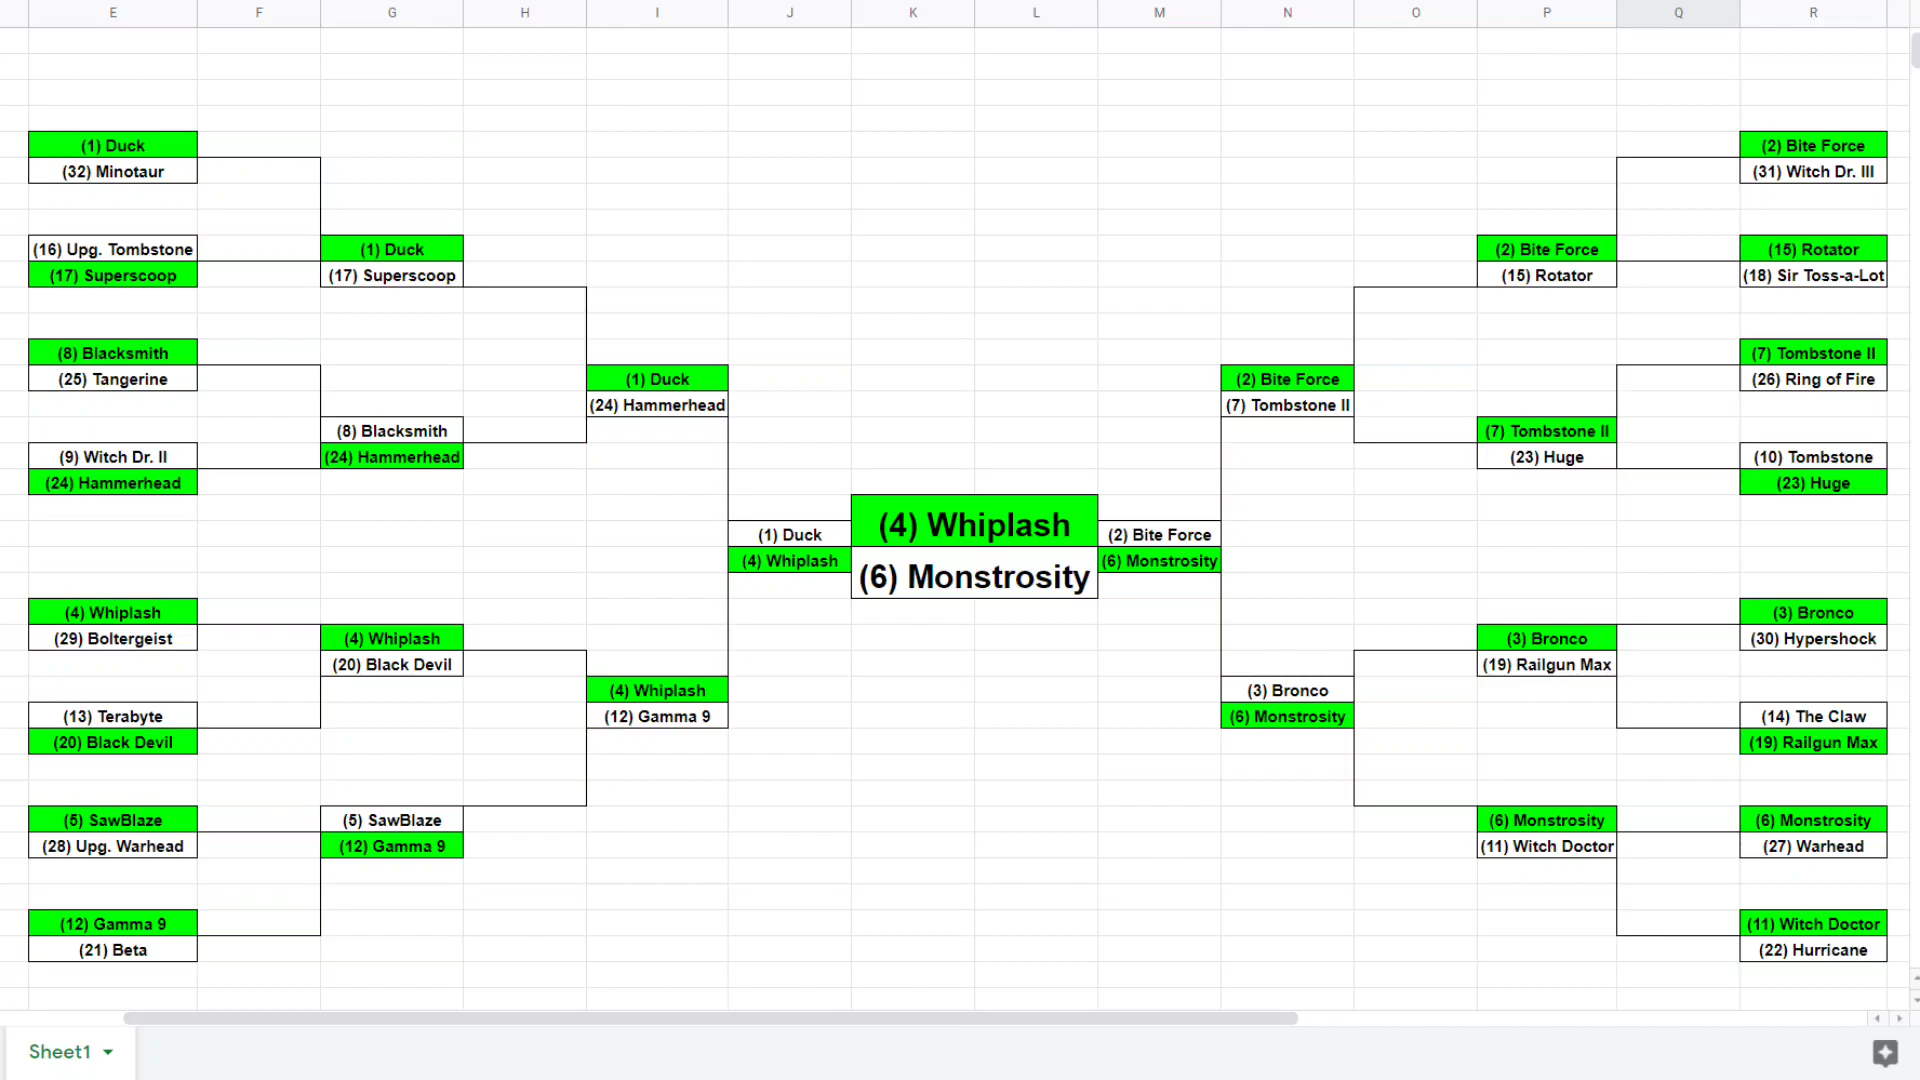 E F G H I J K L M N O P Q R
(1) Duck
(32) Minotaur
(16) Upg. Tombstone
(17) Superscoop
(8) Blacksmith
(25) Tangerine
(9) Witch Dr. II
(24) Hammerhead
(4) Whiplash
(29) Boltergeist
(13) Terabyte
(20) Black Devil
(5) SawBlaze
(28) Upg. Warhead
(12) Gamma 9
(21) Beta
(1) Duck
(17) Superscoop
(8) Blacksmith
(24) Hammerhead
(4) Whiplash
(20) Black Devil
(5) SawBlaze
(12) Gamma 9
(1) Duck
(24) Hammerhead
(4) Whiplash
(12) Gamma 9
(1) Duck
(4) Whiplash
(4) Whiplash
(6) Monstrosity
(2) Bite Force
(6) Monstrosity
(2) Bite Force
(7) Tombstone II
(3) Bronco
(6) Monstrosity
(2) Bite Force
(15) Rotator
(7) Tombstone II
(23) Huge
(3) Bronco
(19) Railgun Max
(6) Monstrosity
(11) Witch Doctor
(2) Bite Force
(31) Witch Dr. III
(15) Rotator
(18) Sir Toss-a-Lot
(7) Tombstone II
(26) Ring of Fire
(10) Tombstone
(23) Huge
(3) Bronco
(30) Hypershock
(14) The Claw
(19) Railgun Max
(6) Monstrosity
(27) Warhead
(11) Witch Doctor
(22) Hurricane
Sheet1